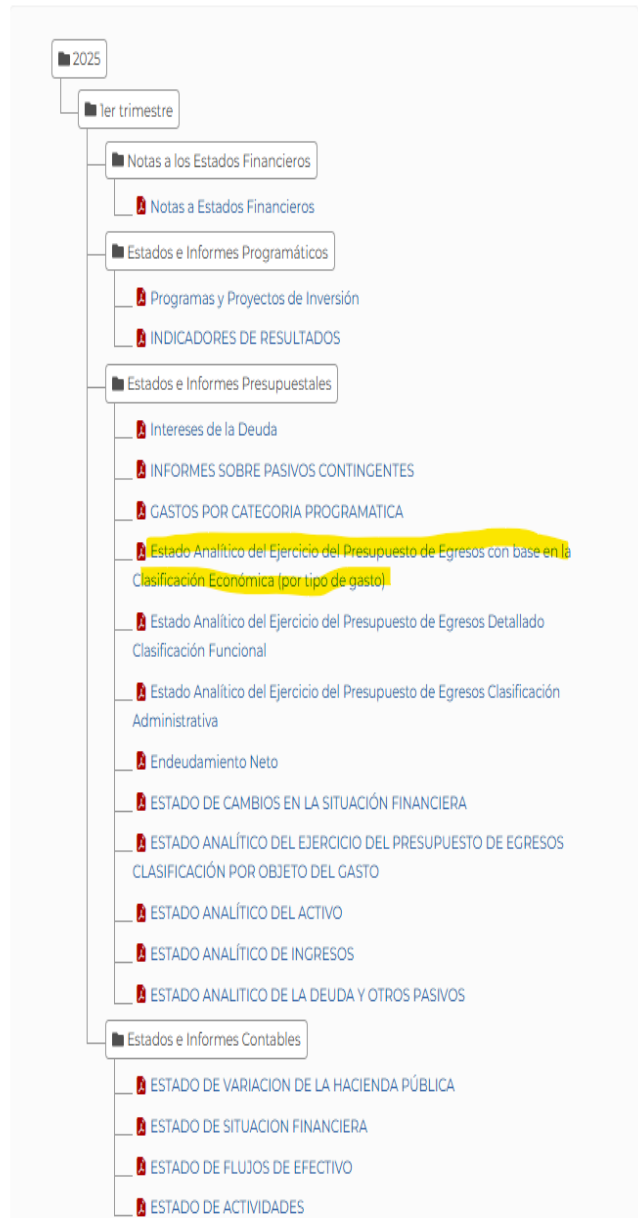 2025
1er trimestre
Notas a los Estados Financieros
Notas a Estados Financieros
Estados e Informes Programáticos
Programas y Proyectos de Inversión
INDICADORES DE RESULTADOS
Estados e Informes Presupuestales
Intereses de la Deuda
INFORMES SOBRE PASIVOS CONTINGENTES
GASTOS POR CATEGORIA PROGRAMATICA
Estado Analítico del Ejercicio del Presupuesto de Egresos con base en la
Clasificación Económica (por tipo de gasto)
Estado Analítico del Ejercicio del Presupuesto de Egresos Detallado
Clasificación Funcional
Estado Analítico del Ejercicio del Presupuesto de Egresos Clasificación
Administrativa
Endeudamiento Neto
ESTADO DE CAMBIOS EN LA SITUACIÓN FINANCIERA
ESTADO ANALÍTICO DEL EJERCICIO DEL PRESUPUESTO DE EGRESOS
CLASIFICACIÓN POR OBJETO DEL GASTO
ESTADO ANALÍTICO DEL ACTIVO
ESTADO ANALÍTICO DE INGRESOS
ESTADO ANALITICO DE LA DEUDA Y OTROS PASIVOS
Estados e Informes Contables
ESTADO DE VARIACION DE LA HACIENDA PÚBLICA
ESTADO DE SITUACION FINANCIERA
ESTADO DE FLUJOS DE EFECTIVO
ESTADO DE ACTIVIDADES